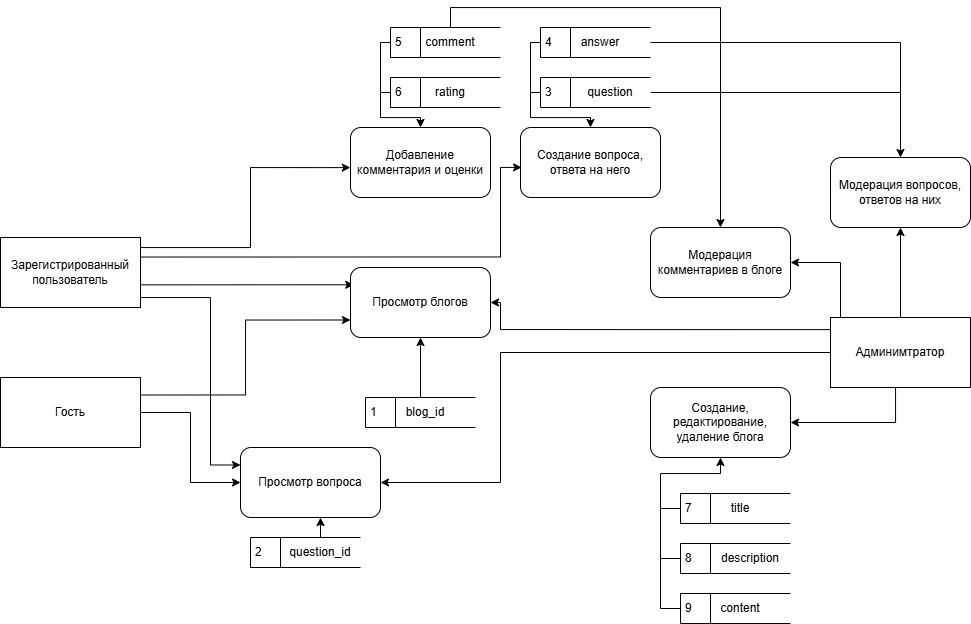 5 comment
4 answer
6 rating
3 question
Добавление
комментария и оценки
Создание вопроса,
ответа на него
Модерация вопросов,
ответов на них
Зарегистрированный
пользователь
Модерация
комментариев в блоге
Просмотр блогов
Админимтратор
Гость
1 blog_id
Создание,
редактирование,
удаление блога
Просмотр вопроса
7 title
2 question_id
8 description
9 content